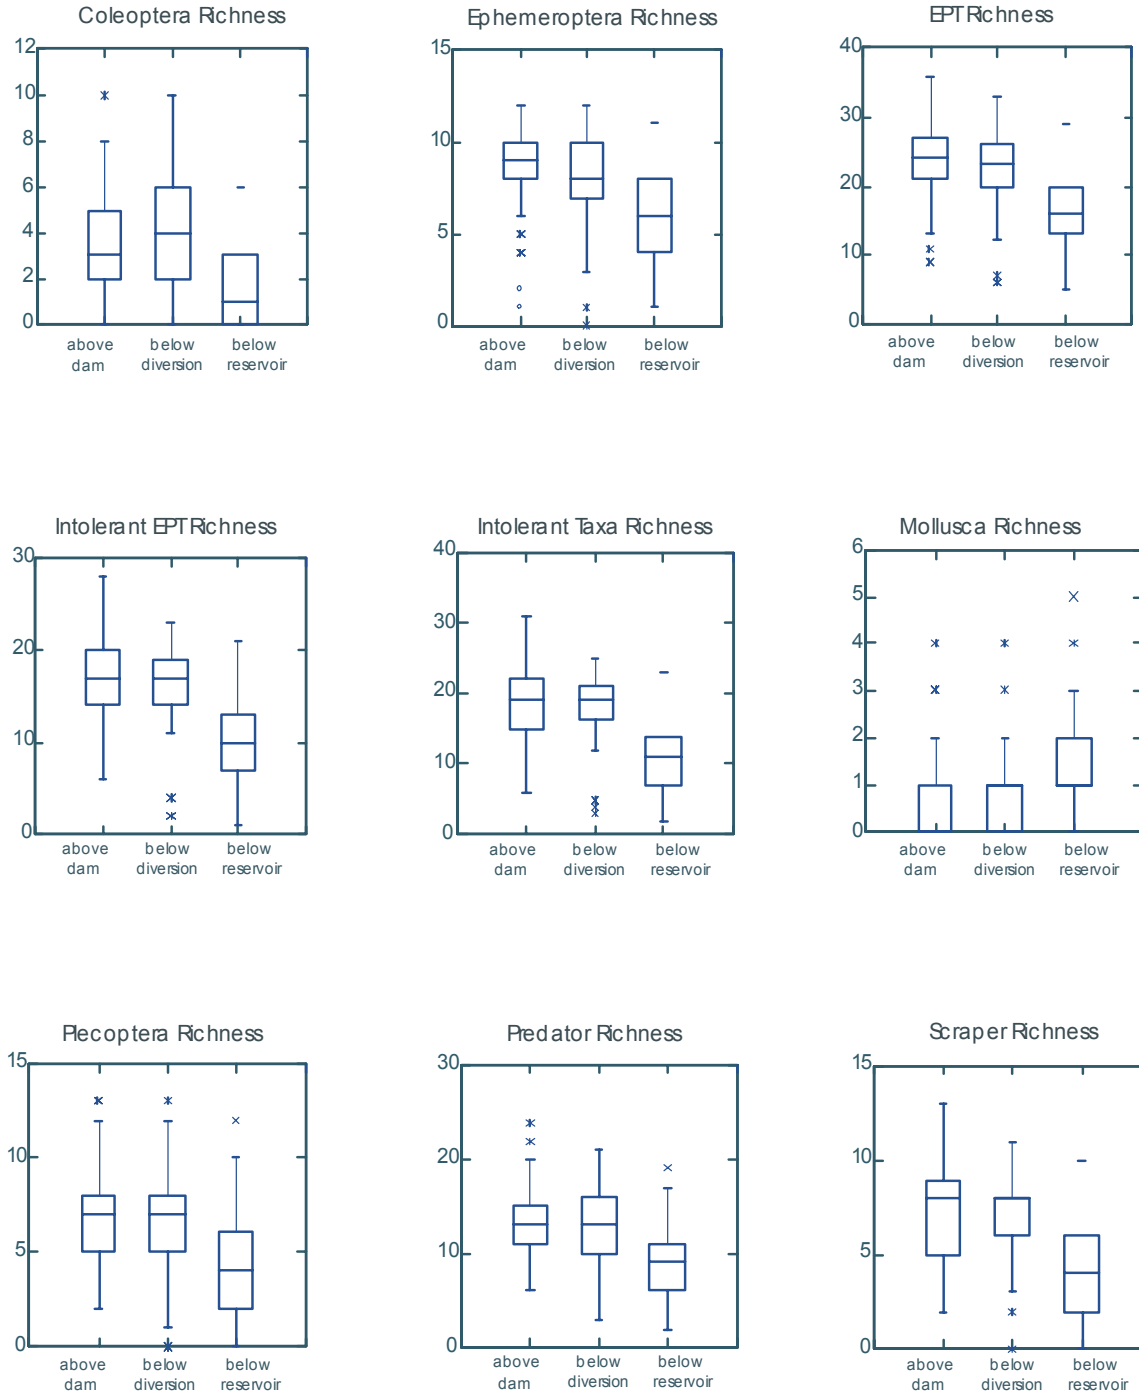 Coleoptera Richness
12
10
8
6
4
2
0
above dam
below diversion
below reservoir
Ephemeroptera Richness
15
10
5
0
above dam
below diversion
below reservoir
EPT Richness
40
30
20
10
0
above dam
below diversion
below reservoir
Intolerant EPT Richness
30
20
10
0
above dam
below diversion
below reservoir
Intolerant Taxa Richness
40
30
20
10
0
above dam
below diversion
below reservoir
Mollusca Richness
6
5
4
3
2
1
0
above dam
below diversion
below reservoir
Plecoptera Richness
15
10
5
0
above dam
below diversion
below reservoir
Predator Richness
30
20
10
0
above dam
below diversion
below reservoir
Scraper Richness
15
10
5
0
above dam
below diversion
below reservoir